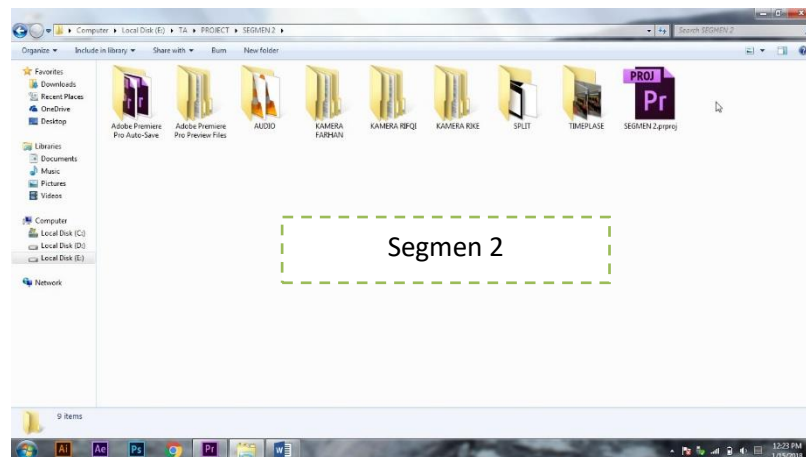 Computer ▸ Local Disk (E:) ▸ TA ▸ PROJECT ▸ SEGMEN 2 ▸
Search SEGMEN 2
Organize Include in library Share with Burn New folder
Favorites
Downloads
Recent Places
OneDrive
Desktop
Libraries
Documents
Music
Pictures
Videos
Computer
Local Disk (C:)
Local Disk (D:)
Local Disk (E:)
Network
PROJ
Pr
Adobe Premiere
Pro Auto-Save
Adobe Premiere
Pro Preview Files
AUDIO
KAMERA
FARHAN
KAMERA RIFQI
KAMERA RIKE
SPLIT
TIMEPLASE
SEGMEN 2.prproj
Segmen 2
9 items
Ai Ae Ps Pr W
12:23 PM
1/15/2018